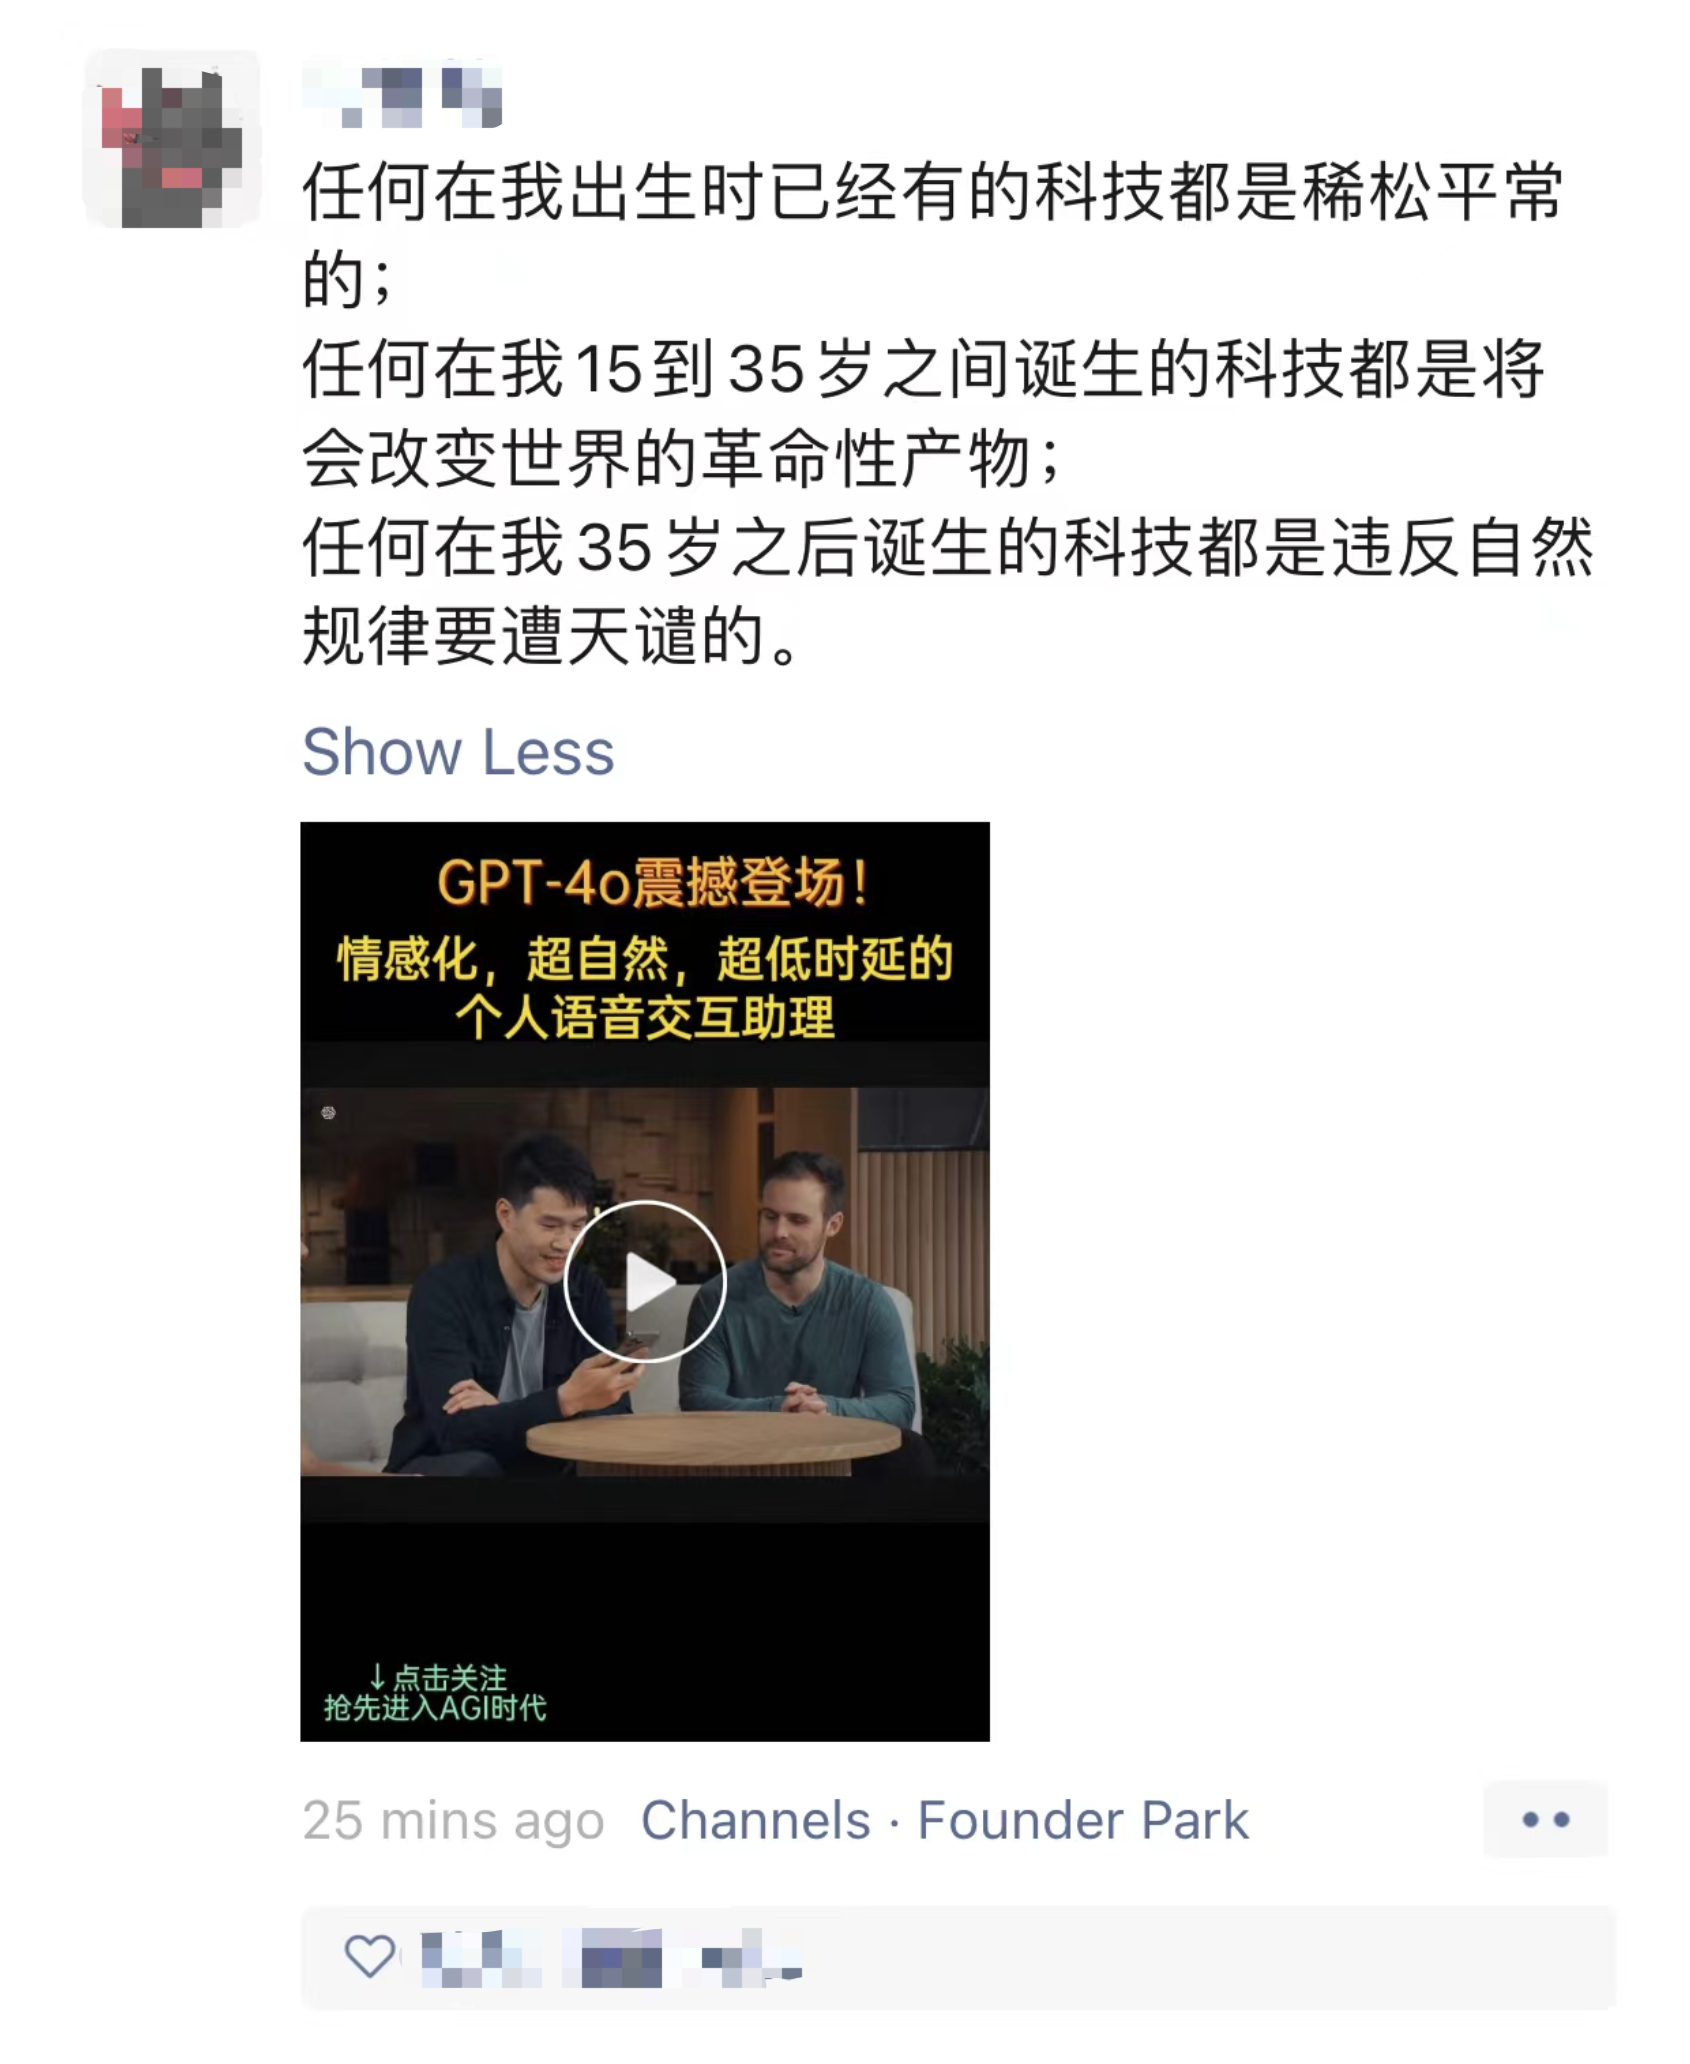 任何在我出生时已经有的科技都是稀松平常
的；
任何在我15到35岁之间诞生的科技都是将
会改变世界的革命性产物；
任何在我35岁之后诞生的科技都是违反自然
规律要遭天谴的。
Show Less
GPT-4o震撼登场！
情感化，超自然，超低时延的
个人语音交互助理
↓点击关注
抢先进入AGI时代
25 mins ago Channels · Founder Park